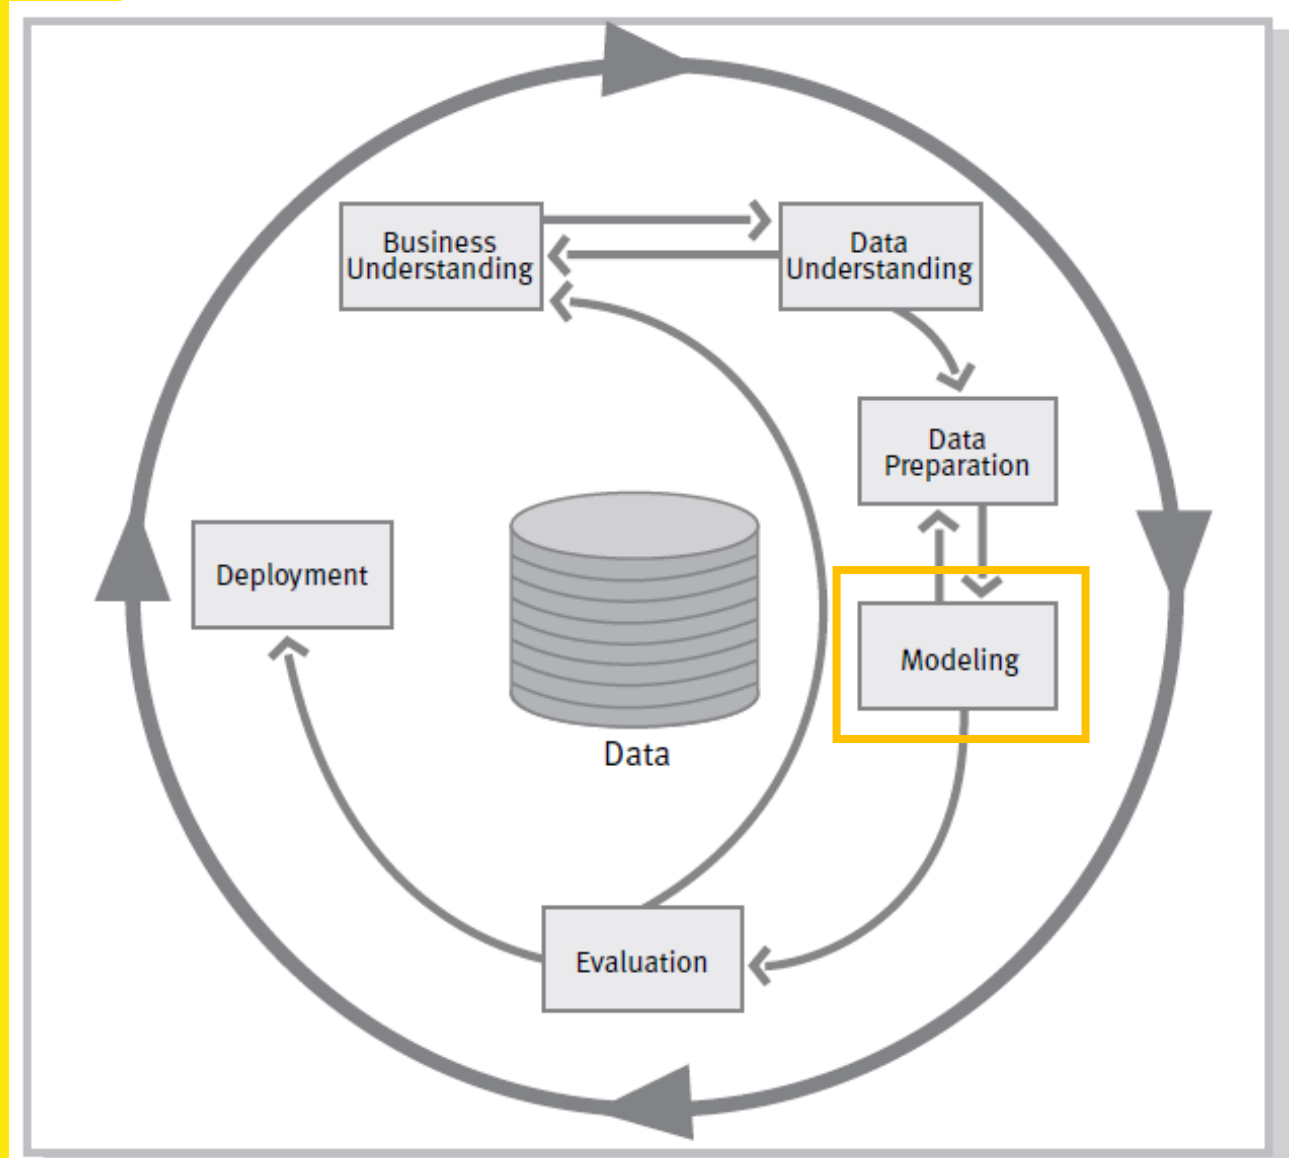 Business
Understanding
Data
Understanding
Data
Preparation
Deployment
Modeling
Data
Evaluation